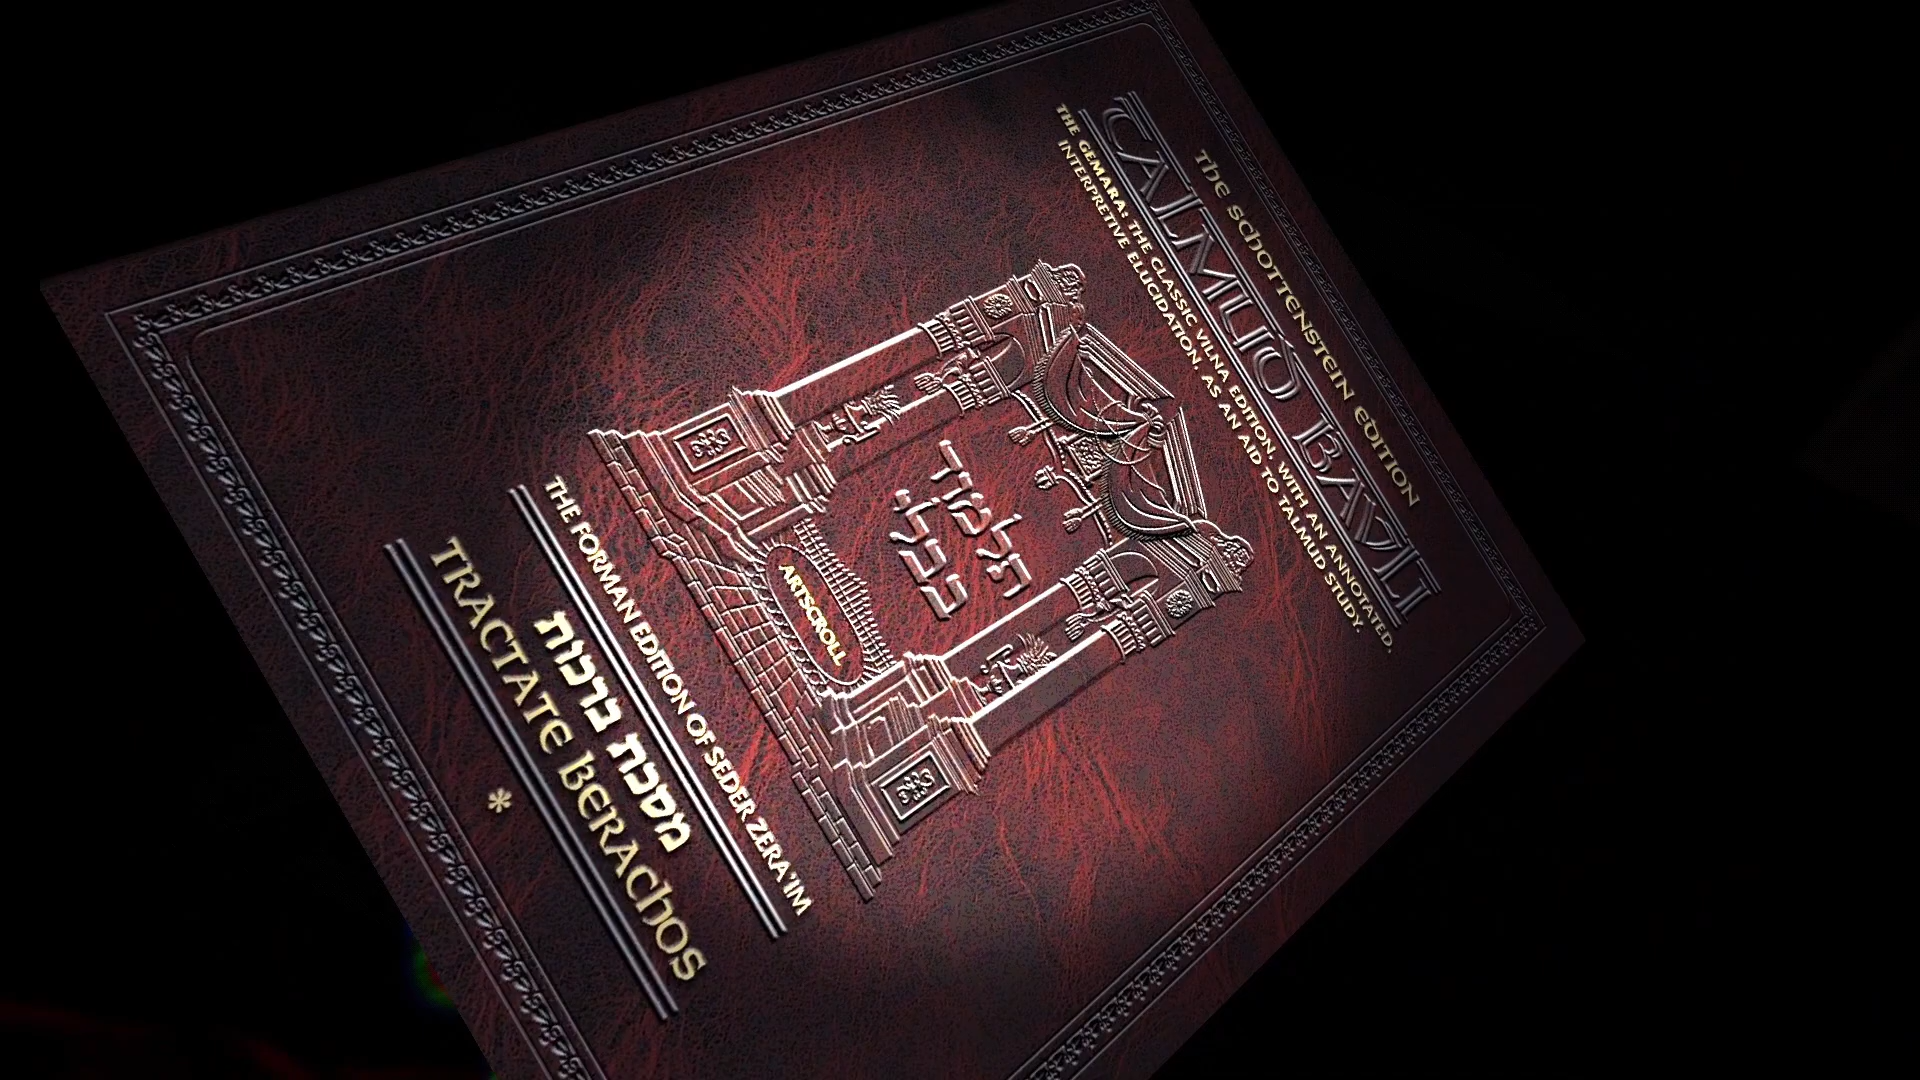 The Schottenstein Edition
TALMUD BAVLI
THE GEMARA: THE CLASSIC VILNA EDITION, WITH AN ANNOTATED,
INTERPRETIVE ELUCIDATION, AS AN AID TO TALMUD STUDY.
תלמוד
בבלי
ARTSCROLL
THE FORMAN EDITION OF SEDER ZERA'IM
מסכת ברכות
TRACTATE BERACHOS
*